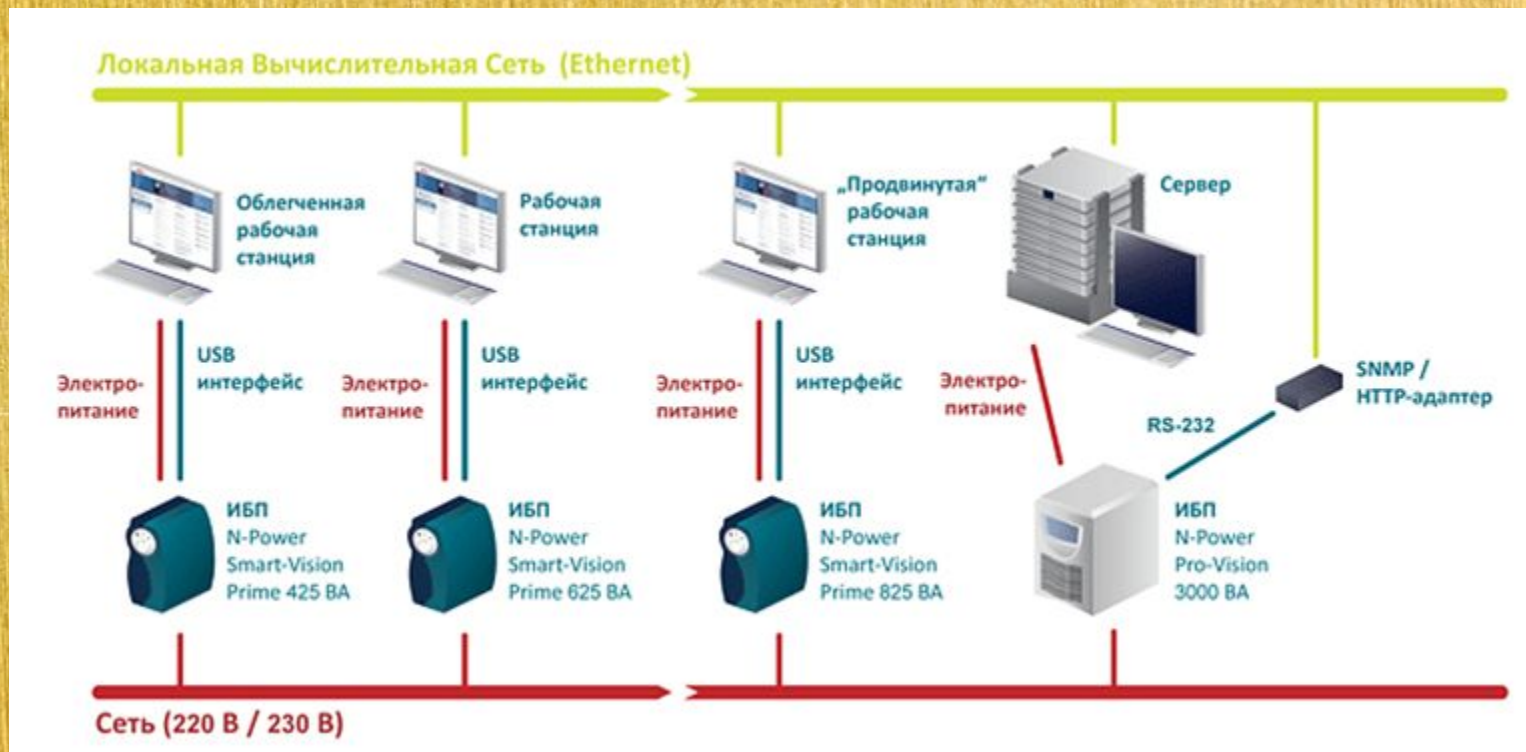 Локальная Вычислительная Сеть (Ethernet)
Облегченная
рабочая
станция
Рабочая
станция
„Продвинутая“
рабочая
станция
Сервер
Электро-
питание
USB
интерфейс
Электро-
питание
USB
интерфейс
Электро-
питание
USB
интерфейс
Электро-
питание
RS-232
SNMP /
HTTP-адаптер
ИБП
N-Power
Smart-Vision
Prime 425 ВА
ИБП
N-Power
Smart-Vision
Prime 625 ВА
ИБП
N-Power
Smart-Vision
Prime 825 ВА
ИБП
N-Power
Pro-Vision
3000 ВА
Сеть (220 В / 230 В)